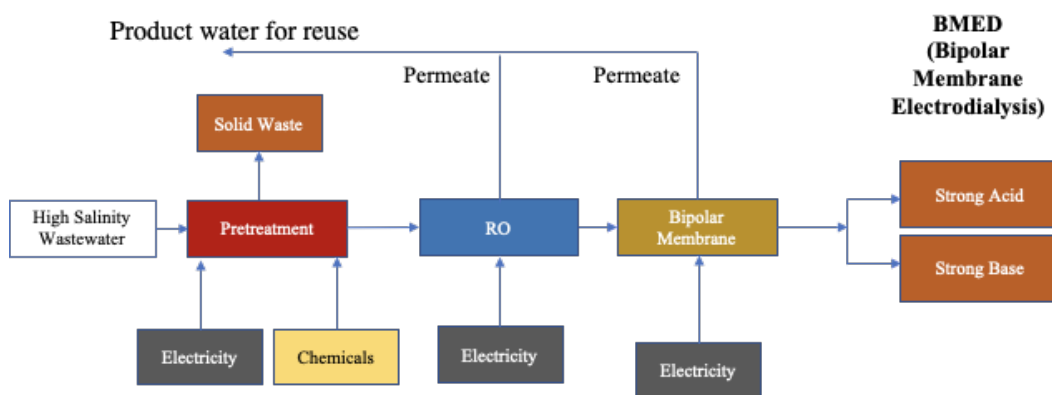 Product water for reuse
BMED
(Bipolar
Membrane
Electrodialysis)
Permeate
Permeate
Solid Waste
High Salinity
Wastewater
Pretreatment
RO
Bipolar
Membrane
Strong Acid
Strong Base
Electricity
Chemicals
Electricity
Electricity